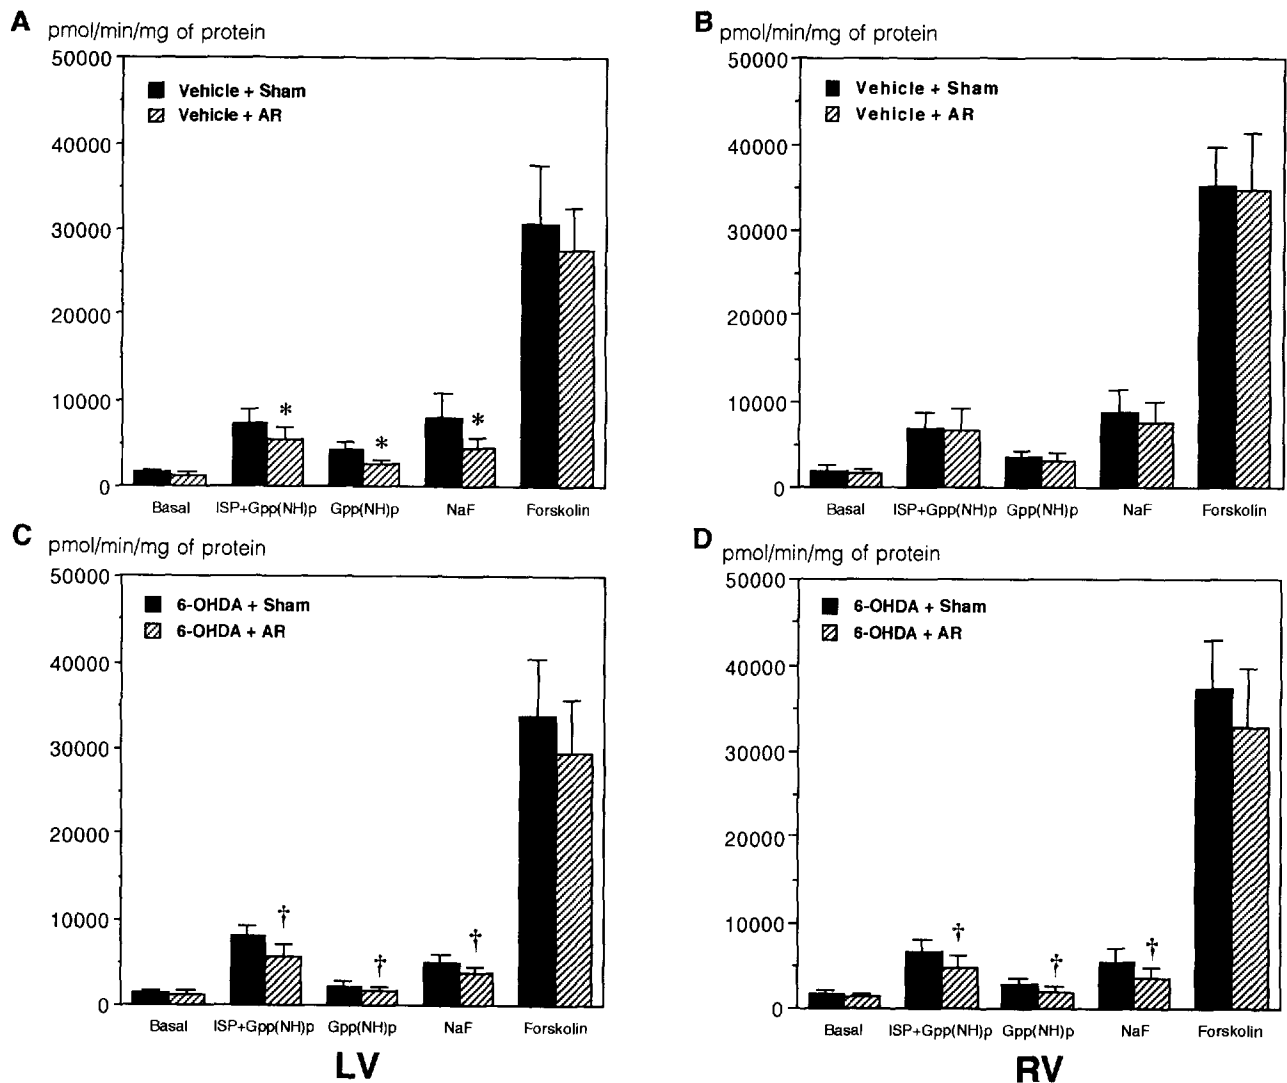 A pmol/min/mg of protein
50000
40000
30000
20000
10000
0
Vehicle + Sham
Vehicle + AR
*
*
*
Basal ISP+Gpp(NH)p Gpp(NH)p NaF Forskolin
B pmol/min/mg of protein
50000
40000
30000
20000
10000
0
Vehicle + Sham
Vehicle + AR
Basal ISP+Gpp(NH)p Gpp(NH)p NaF Forskolin
C pmol/min/mg of protein
50000
40000
30000
20000
10000
0
6-OHDA + Sham
6-OHDA + AR
†
†
†
Basal ISP+Gpp(NH)p Gpp(NH)p NaF Forskolin
LV
D pmol/min/mg of protein
50000
40000
30000
20000
10000
0
6-OHDA + Sham
6-OHDA + AR
†
†
†
Basal ISP+Gpp(NH)p Gpp(NH)p NaF Forskolin
RV